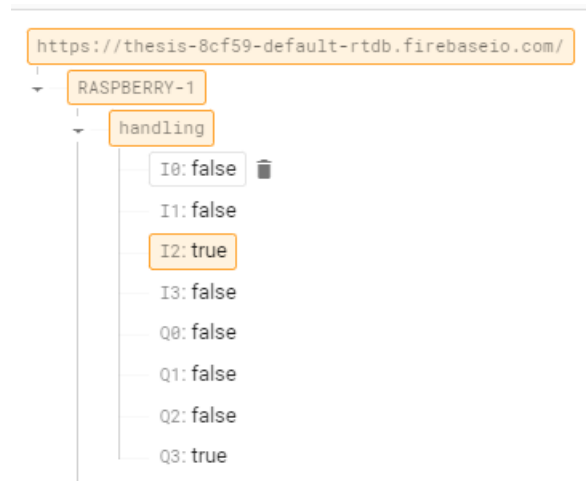 https://thesis-8cf59-default-rtdb.firebaseio.com/
RASPBERRY-1
handling
I0: false
I1: false
I2: true
I3: false
Q0: false
Q1: false
Q2: false
Q3: true